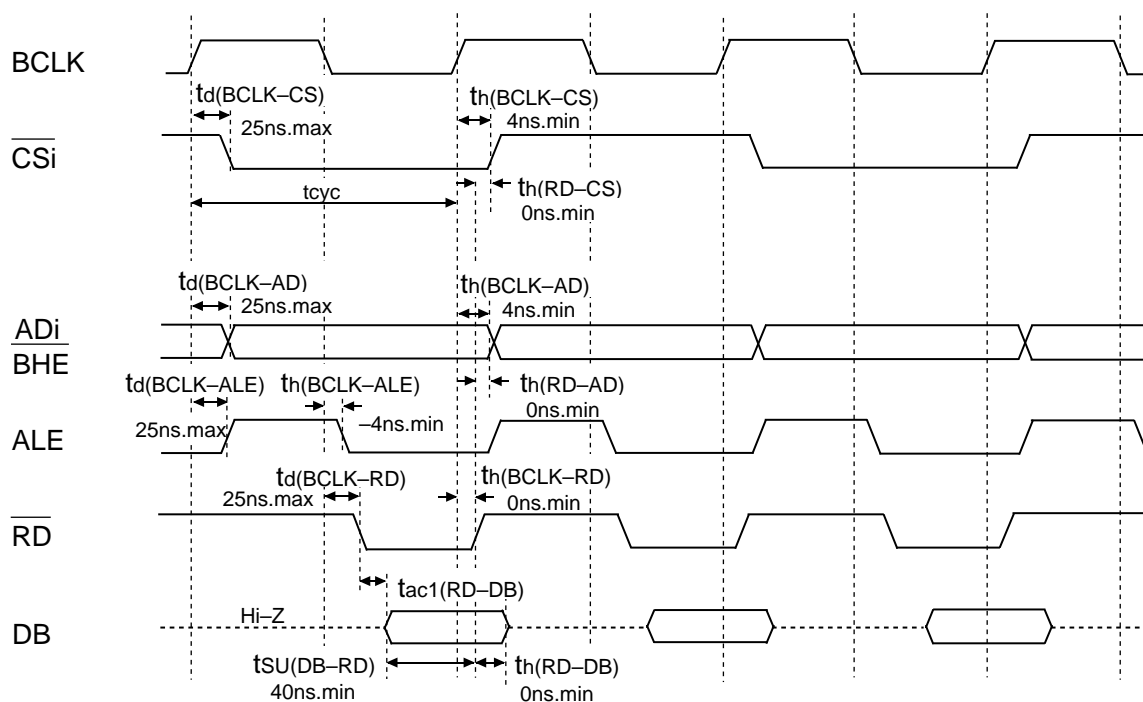 BCLK
td(BCLK–CS)
25ns.max
th(BCLK–CS)
4ns.min
CSi
tcyc
th(RD–CS)
0ns.min
td(BCLK–AD)
25ns.max
th(BCLK–AD)
4ns.min
ADi
BHE
td(BCLK–ALE)
25ns.max
th(BCLK–ALE)
–4ns.min
th(RD–AD)
0ns.min
ALE
td(BCLK–RD)
25ns.max
th(BCLK–RD)
0ns.min
RD
tac1(RD–DB)
Hi–Z
DB
tSU(DB–RD)
40ns.min
th(RD–DB)
0ns.min